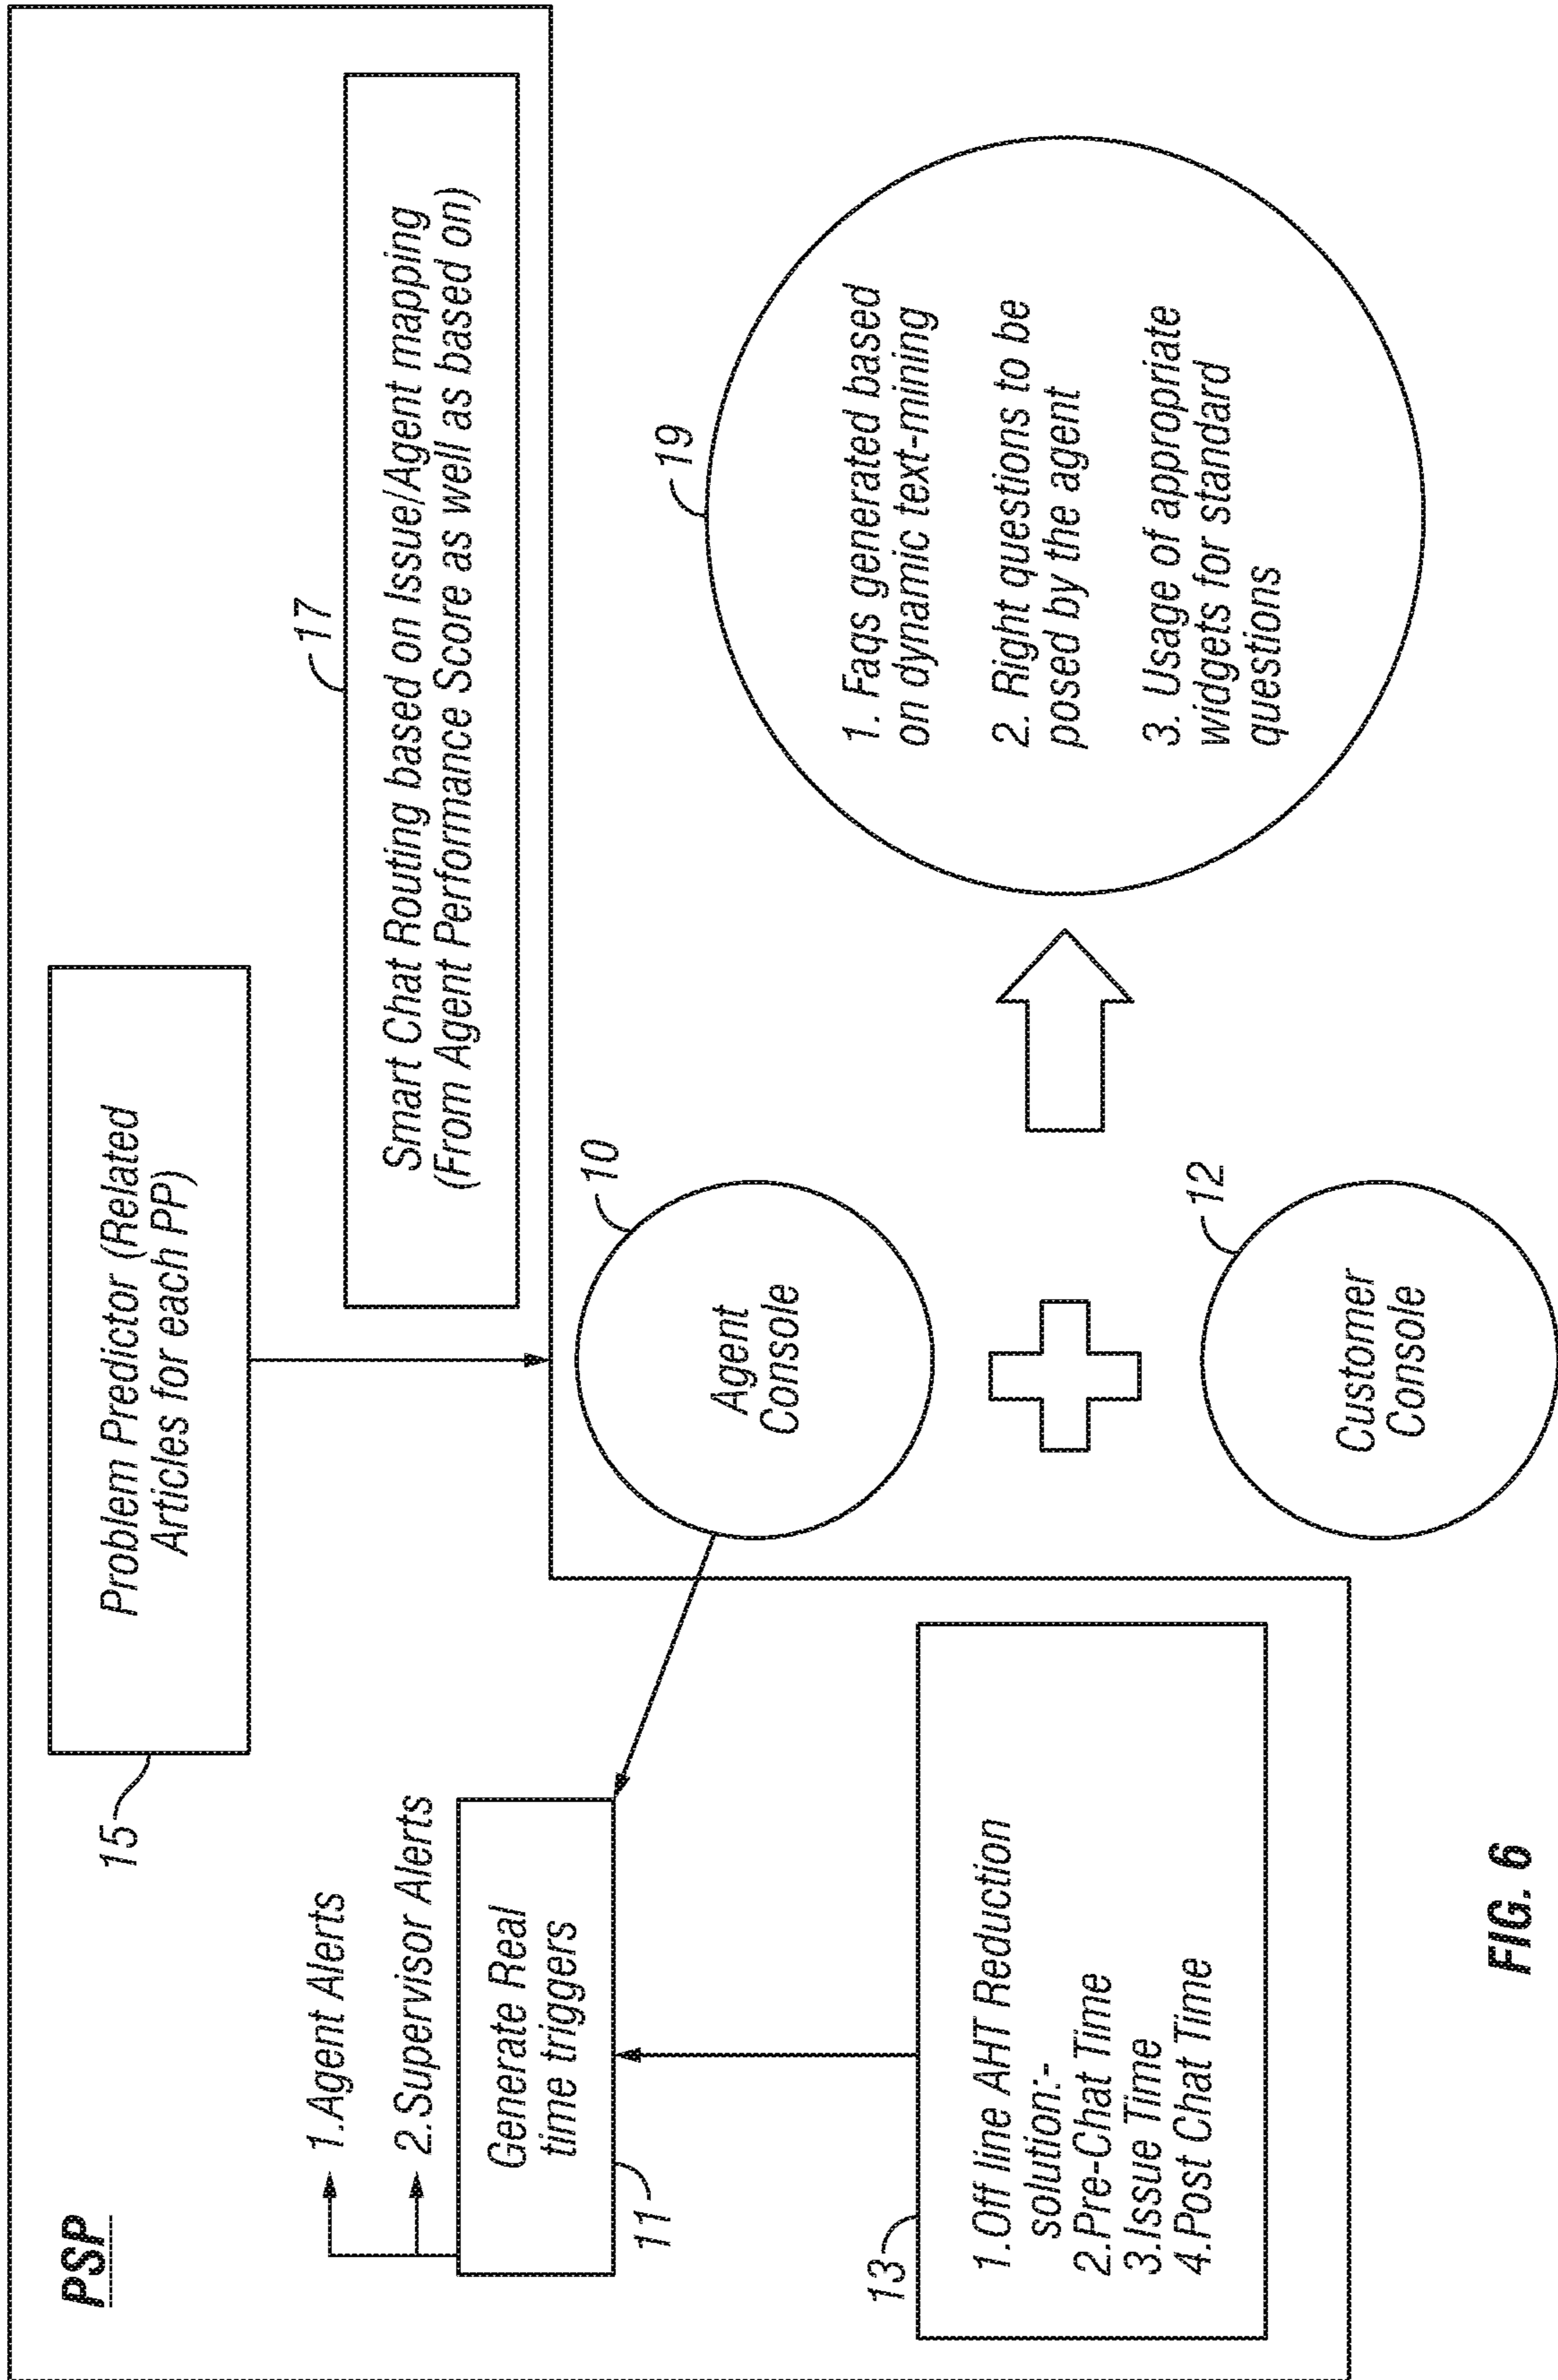 PSP
15
Problem Predictor (Related
Articles for each PP)
17
Smart Chat Routing based on Issue/Agent mapping
(From Agent Performance Score as well as based on)
1.Agent Alerts
2.Supervisor Alerts
Generate Real
time triggers
11
13
1.Off line AHT Reduction
solution:-
2.Pre-Chat Time
3.Issue Time
4.Post Chat Time
10
Agent
Console
12
Customer
Console
19
1. Faqs generated based
on dynamic text-mining
2. Right questions to be
posed by the agent
3. Usage of appropriate
widgets for standard
questions
FIG. 6